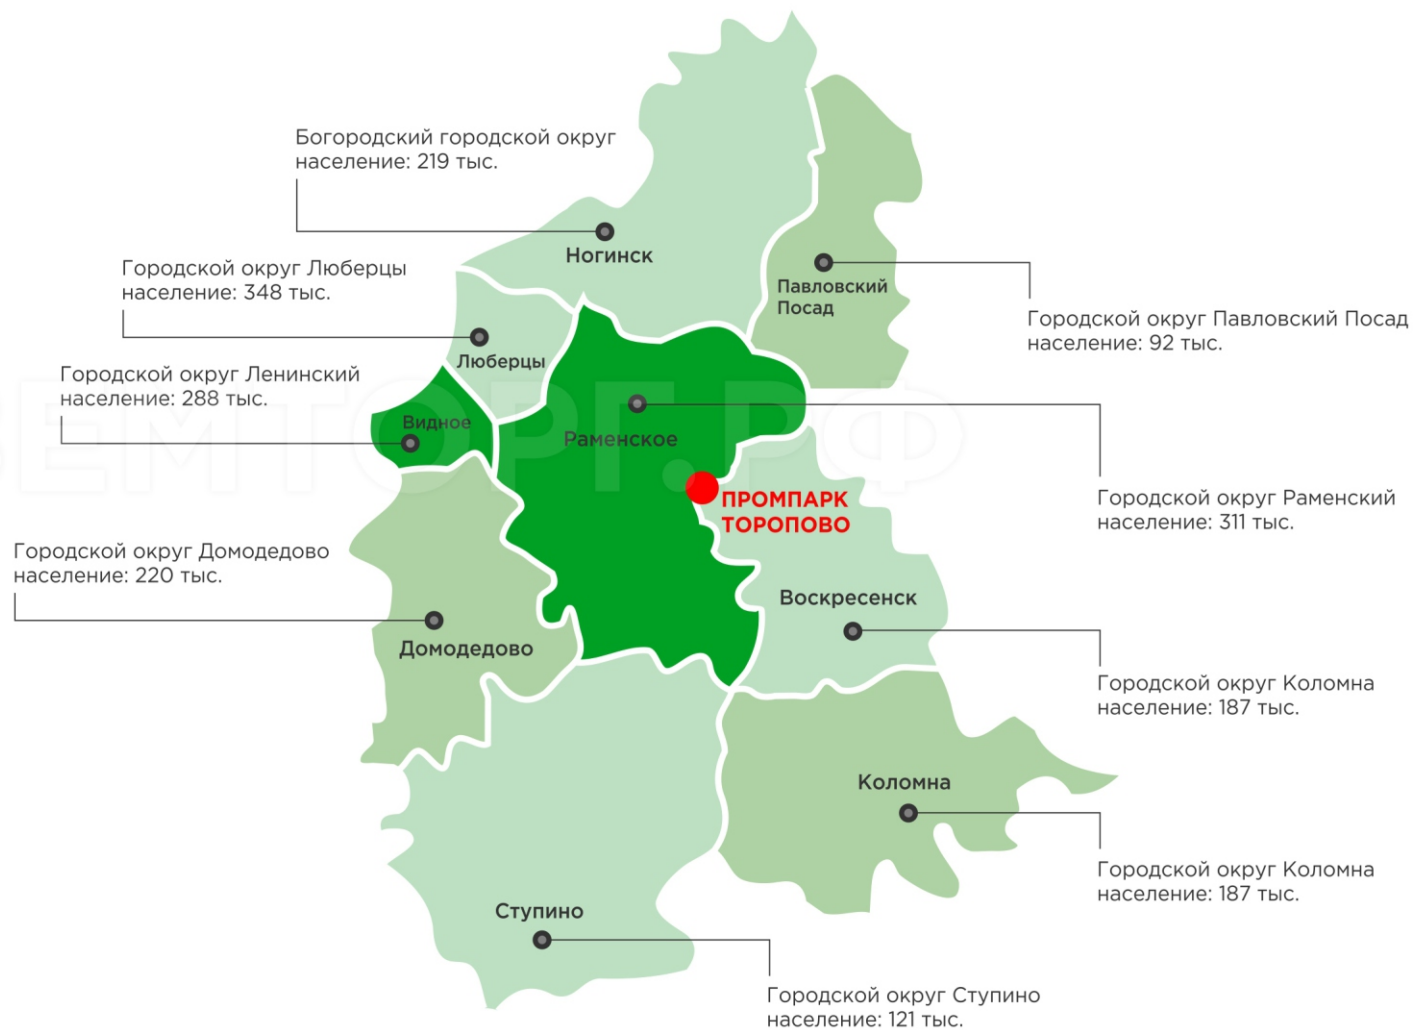 Богородский городской округ
население: 219 тыс.
Ногинск
Городской округ Люберцы
население: 348 тыс.
Люберцы
Павловский
Посад
Городской округ Павловский Посад
население: 92 тыс.
Городской округ Ленинский
население: 288 тыс.
Видное
Раменское
ЗЕМТОРГ.РФ
ПРОМПАРК
ТОРОПОВО
Городской округ Раменский
население: 311 тыс.
Городской округ Домодедово
население: 220 тыс.
Домодедово
Воскресенск
Городской округ Коломна
население: 187 тыс.
Коломна
Городской округ Коломна
население: 187 тыс.
Ступино
Городской округ Ступино
население: 121 тыс.